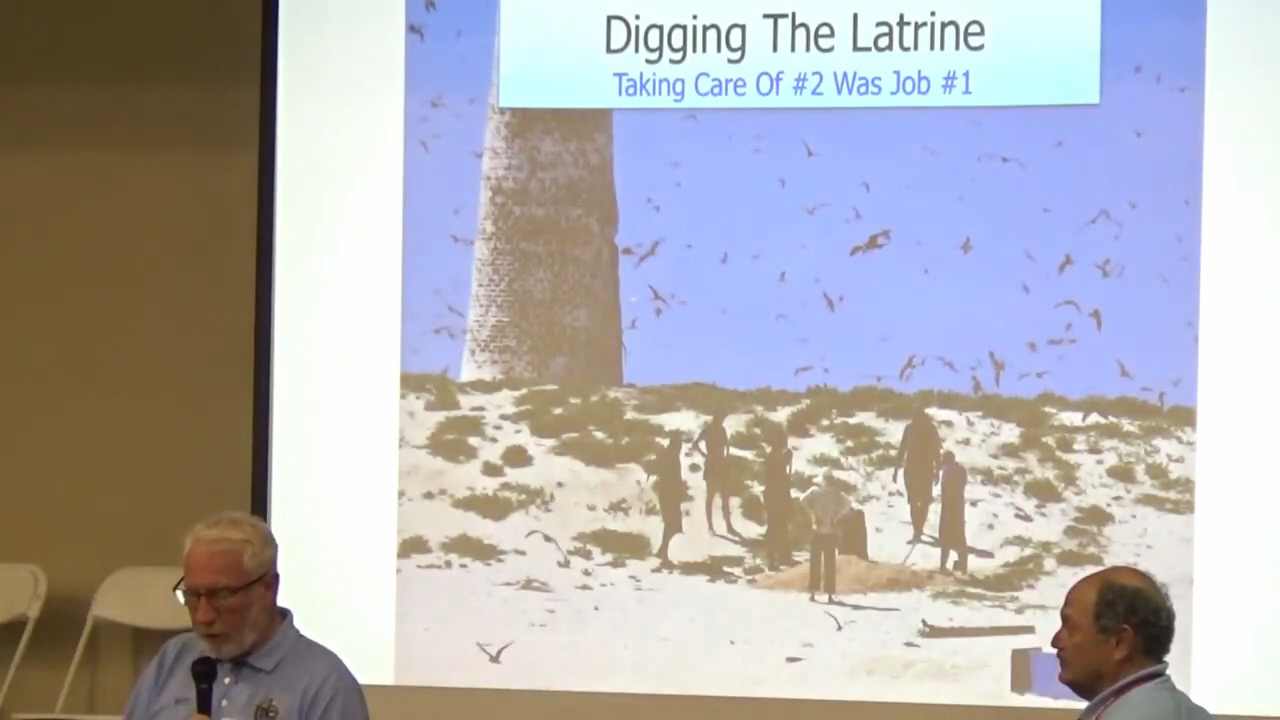 Digging The Latrine
Taking Care Of #2 Was Job #1